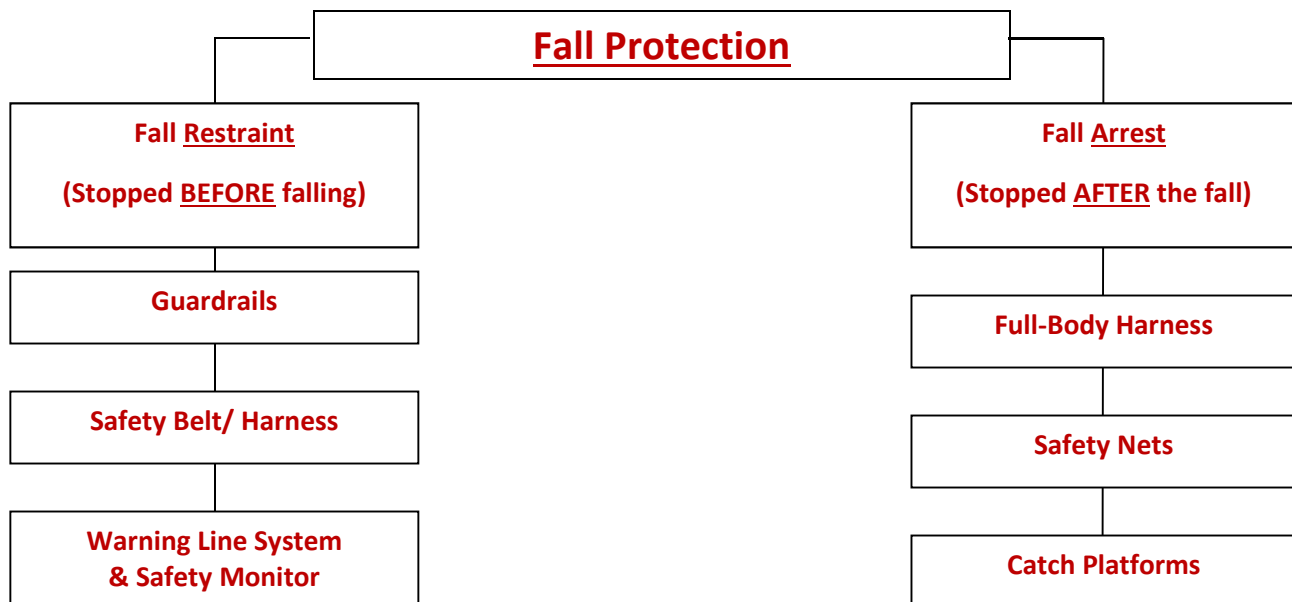 Fall Protection
Fall Restraint
(Stopped BEFORE falling)
Guardrails
Safety Belt/ Harness
Warning Line System
& Safety Monitor
Fall Arrest
(Stopped AFTER the fall)
Full-Body Harness
Safety Nets
Catch Platforms